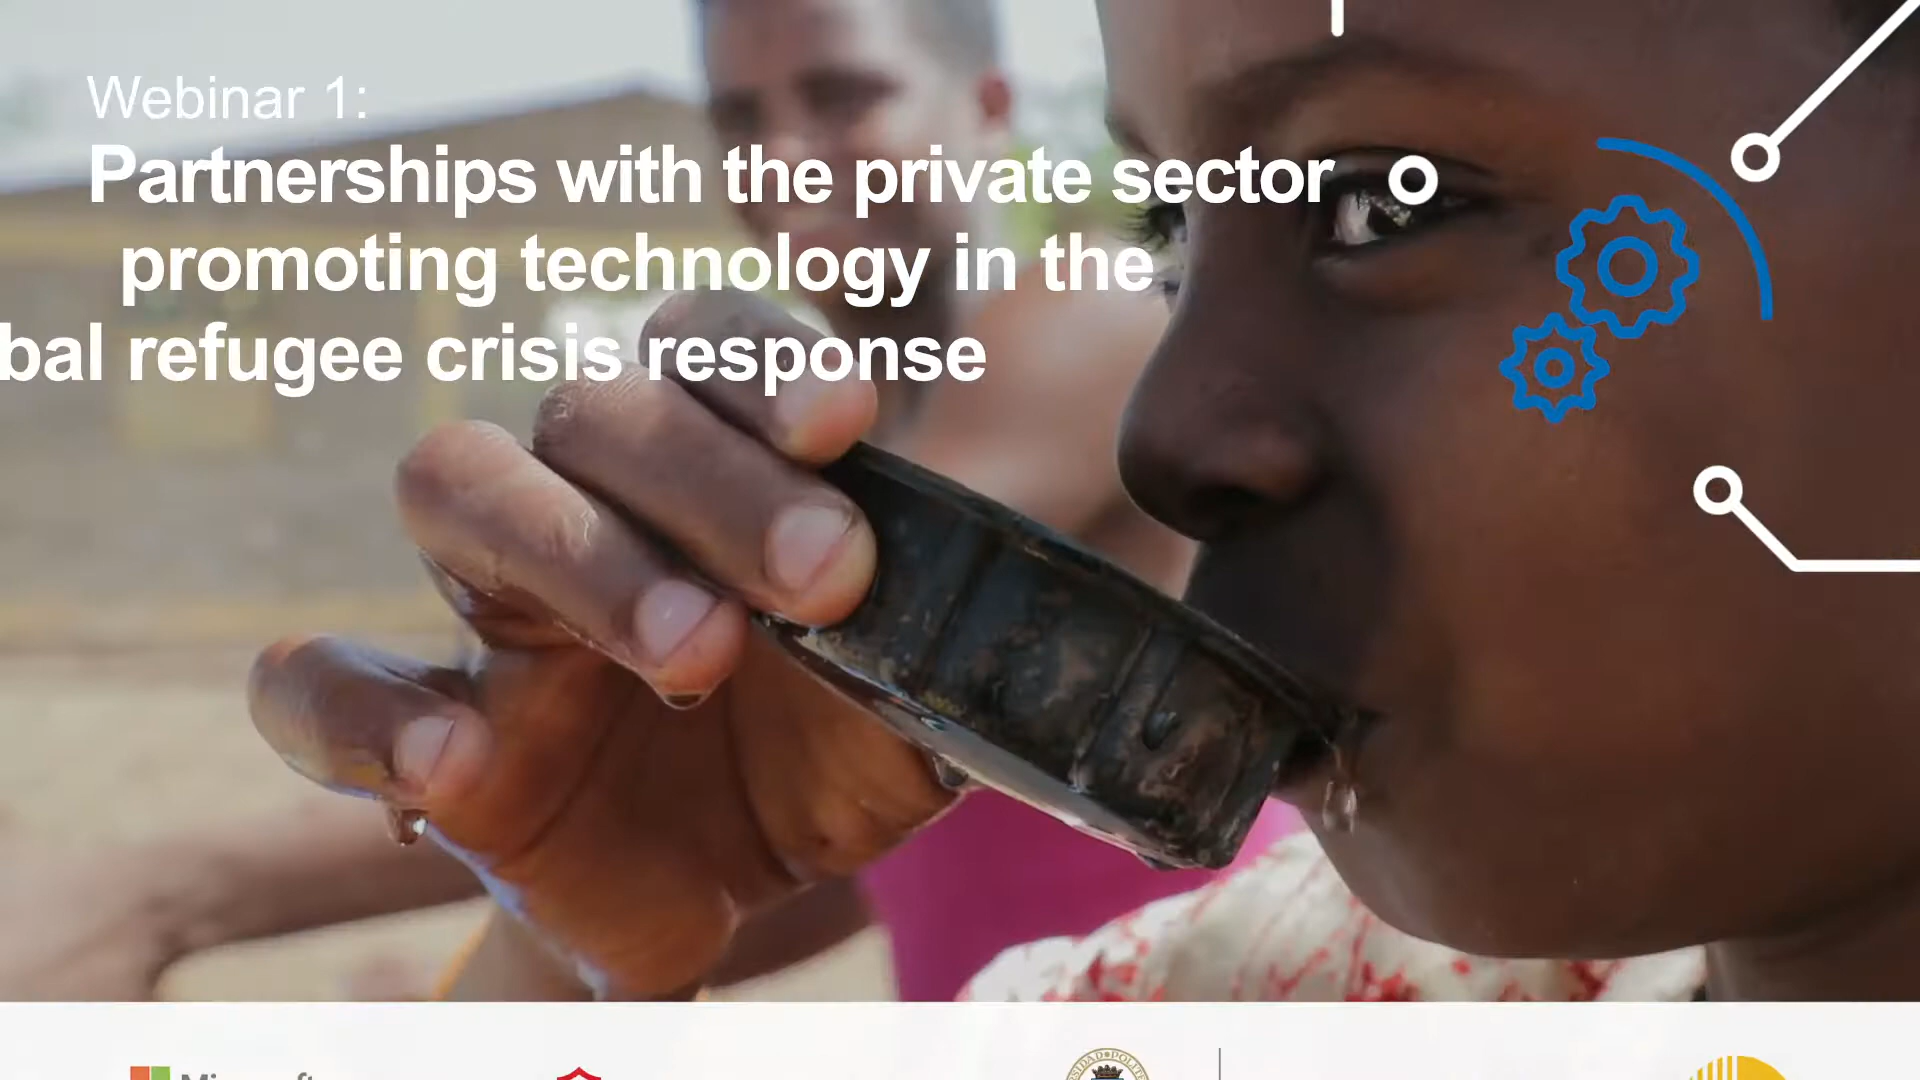 Webinar 1:
Partnerships with the private sector
promoting technology in the
bal refugee crisis response